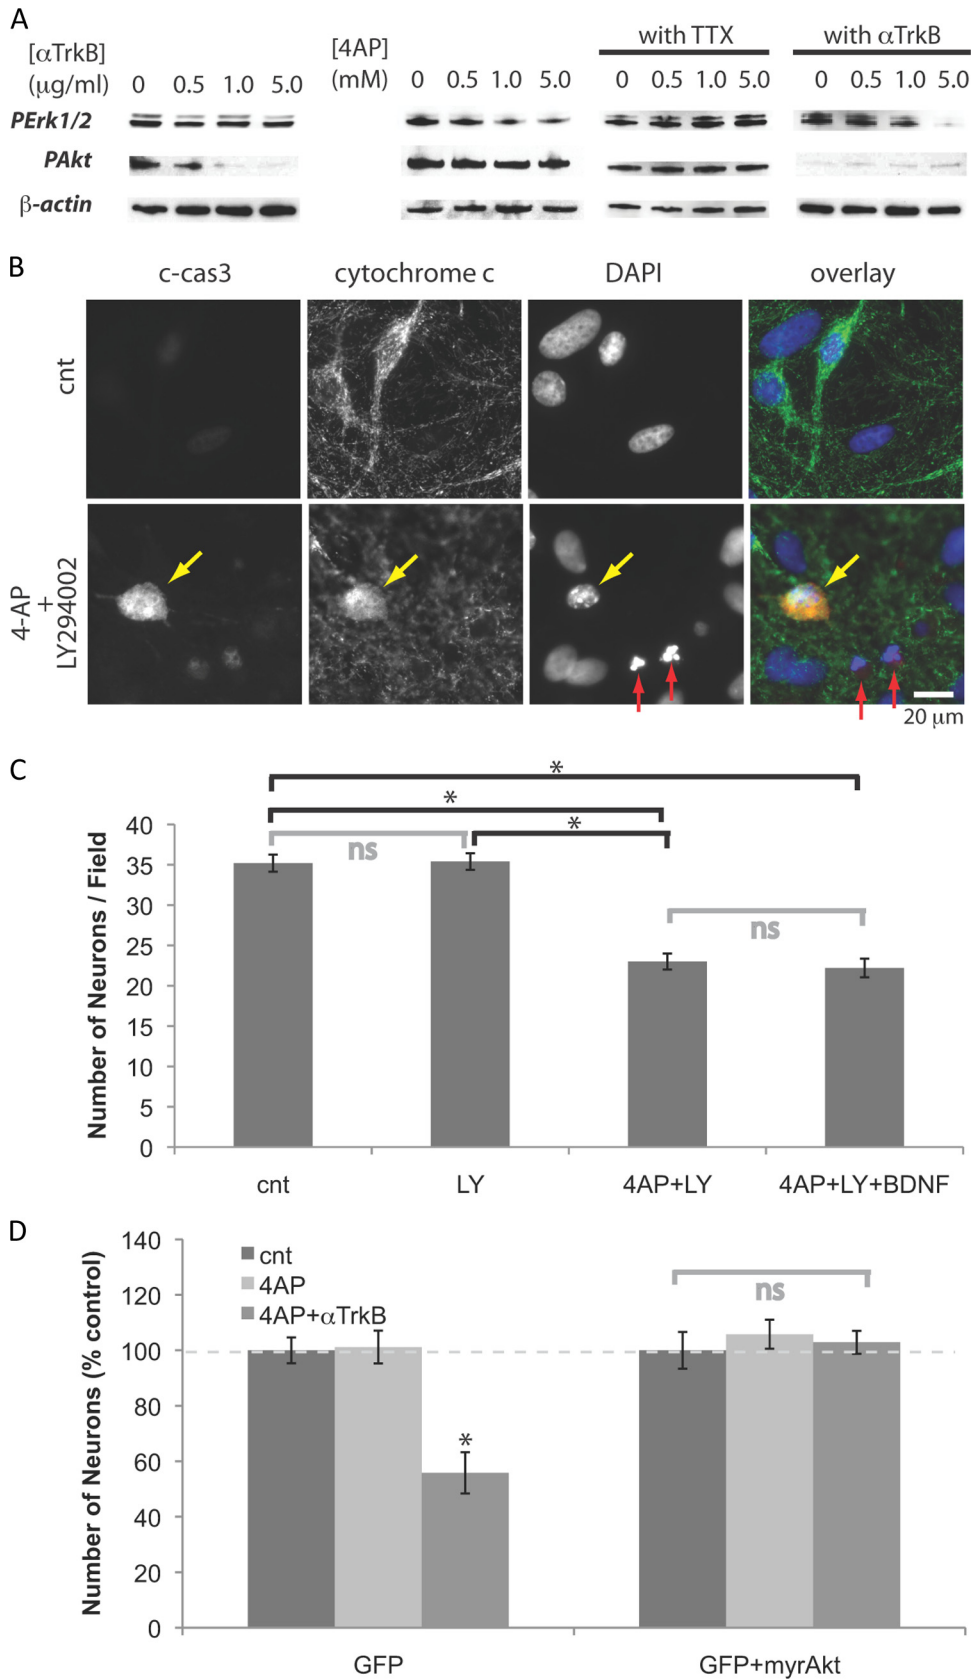 A
with TTX
with αTrkB
[αTrkB]
(μg/ml)
0 0.5 1.0 5.0
[4AP]
(mM)
0 0.5 1.0 5.0
0 0.5 1.0 5.0
0 0.5 1.0 5.0
PErk1/2
PAkt
β-actin
B
c-cas3
cytochrome c
DAPI
overlay
cnt
4-AP
+
LY294002
20 μm
C
*
*
*
ns
ns
Number of Neurons / Field
40
35
30
25
20
15
10
5
0
cnt
LY
4AP+LY
4AP+LY+BDNF
D
Number of Neurons (% control)
140
120
100
80
60
40
20
0
cnt
4AP
4AP+αTrkB
*
ns
GFP
GFP+myrAkt